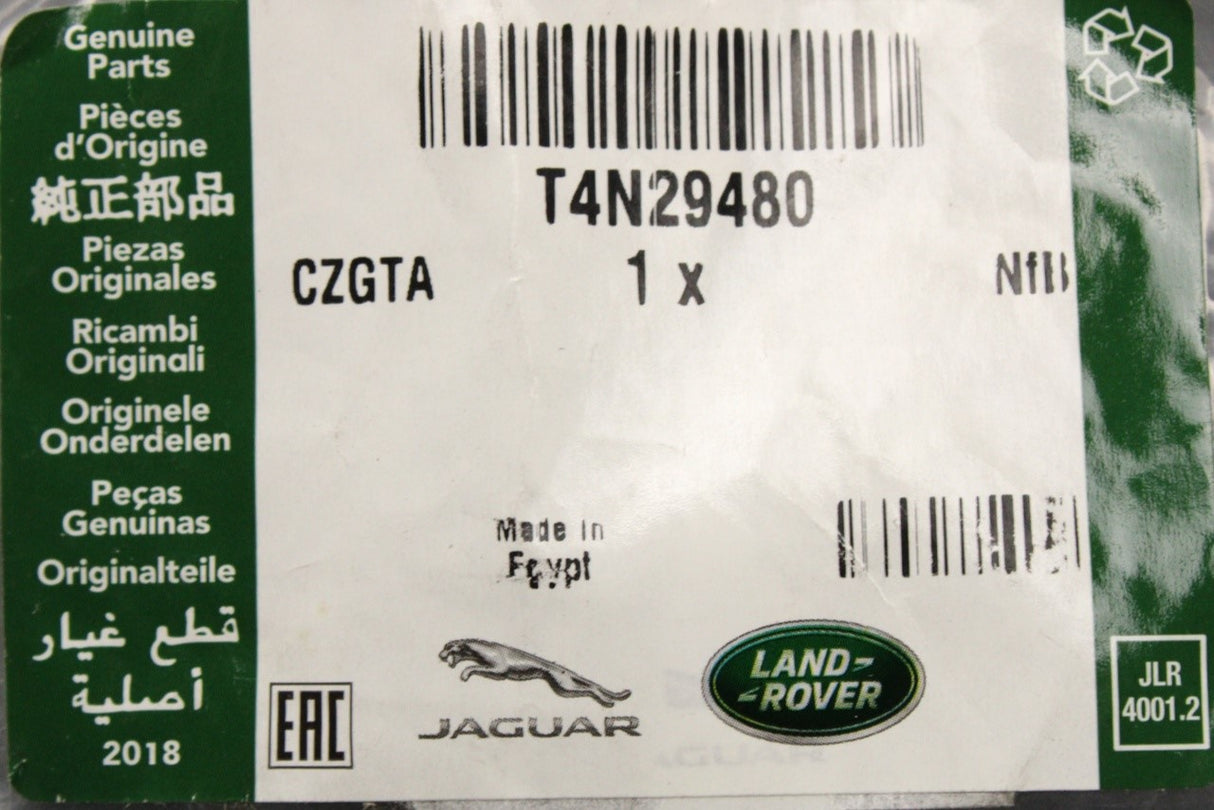 Genuine
Parts
Pièces
d'Origine
純正部品
Piezas
Originales
Ricambi
Originali
Originele
Onderdelen
Peças
Genuinas
Originalteile
قطع غيار
أصلية
2018
T4N29480
CZGTA
1 x
Made in
Egypt
EAC
JAGUAR
LAND-
-ROVER
JLR
4001.2